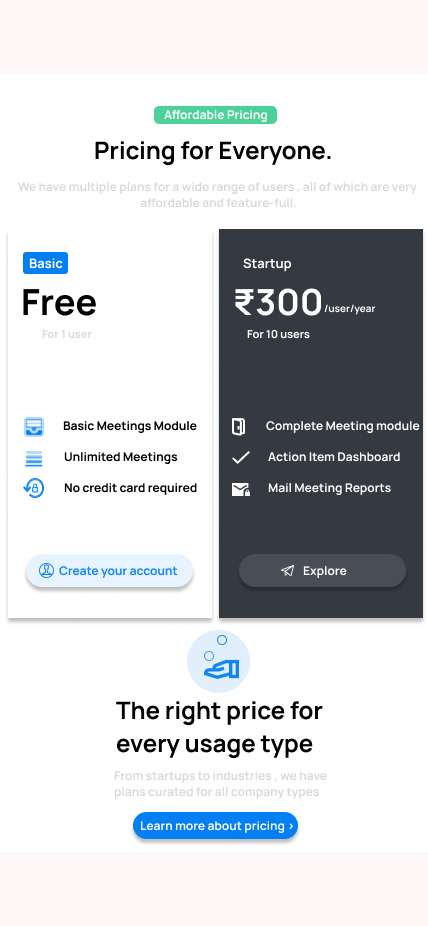 Affordable Pricing
Pricing for Everyone.
We have multiple plans for a wide range of users , all of which are very
affordable and feature-full.
Basic
Free
For 1 user
Basic Meetings Module
Unlimited Meetings
No credit card required
Create your account
Startup
₹300/user/year
For 10 users
Complete Meeting module
Action Item Dashboard
Mail Meeting Reports
Explore
The right price for
every usage type
From startups to industries , we have
plans curated for all company types
Learn more about pricing ›